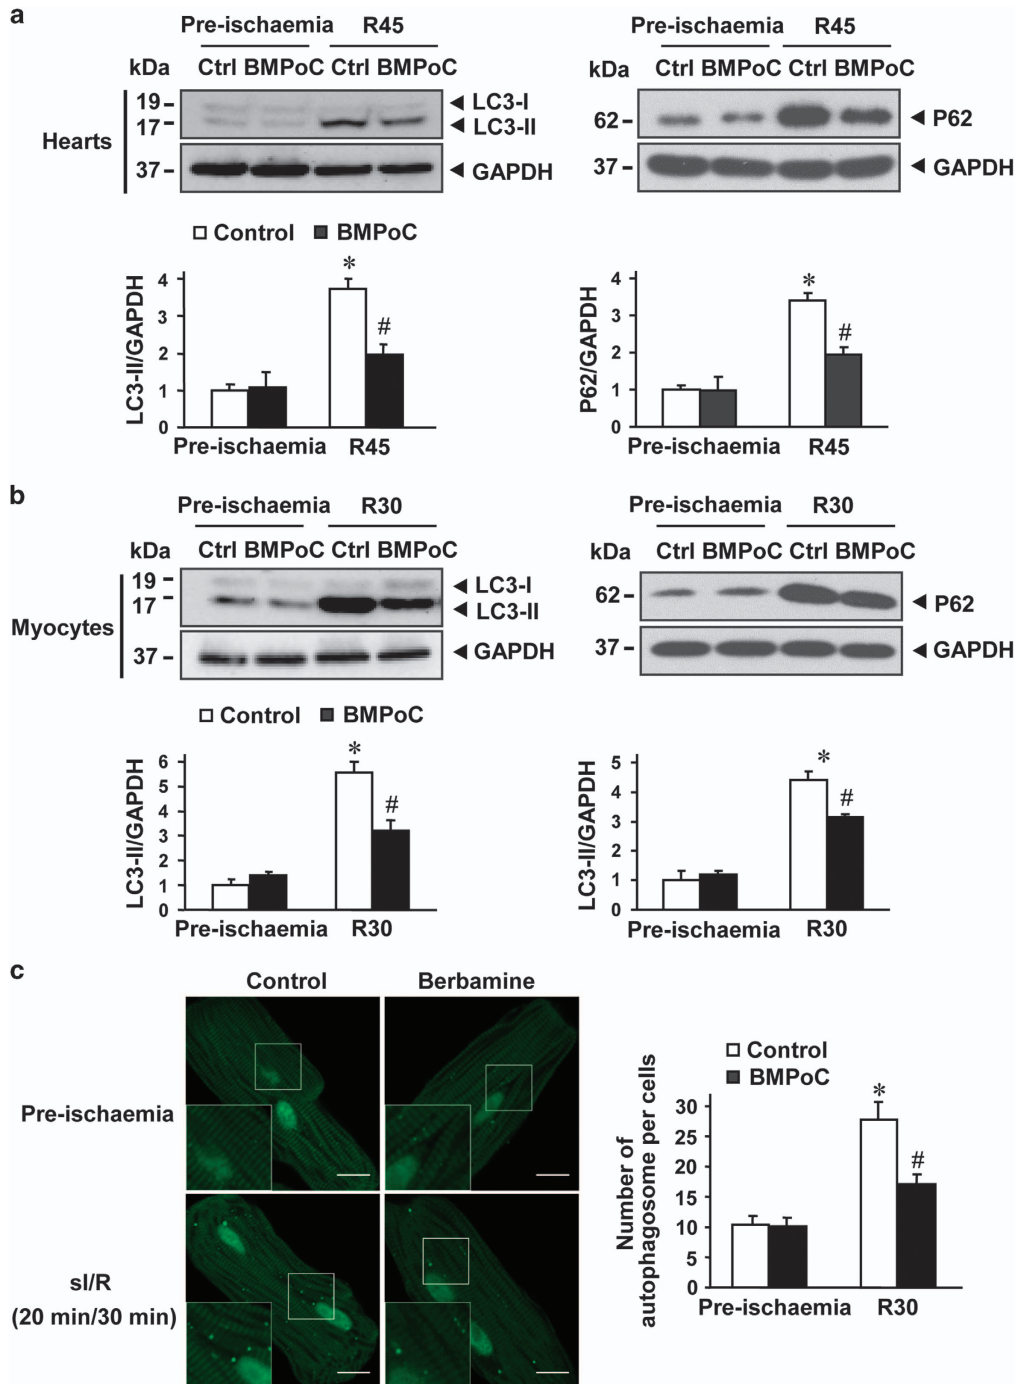 a
Pre-ischaemia R45
kDa Ctrl BMPoC Ctrl BMPoC
Hearts
19 LC3-I
17 LC3-II
37 GAPDH
Pre-ischaemia R45
kDa Ctrl BMPoC Ctrl BMPoC
62 P62
37 GAPDH
Control BMPoC
LC3-II/GAPDH
4
3
2
1
0
*
#
Pre-ischaemia R45
P62/GAPDH
4
3
2
1
0
*
#
Pre-ischaemia R45
b
Pre-ischaemia R30
kDa Ctrl BMPoC Ctrl BMPoC
Myocytes
19 LC3-I
17 LC3-II
37 GAPDH
Pre-ischaemia R30
kDa Ctrl BMPoC Ctrl BMPoC
62 P62
37 GAPDH
Control BMPoC
LC3-II/GAPDH
6
5
4
3
2
1
0
*
#
Pre-ischaemia R30
LC3-II/GAPDH
5
4
3
2
1
0
*
#
Pre-ischaemia R30
c
Control Berbamine
Pre-ischaemia
sI/R
(20 min/30 min)
Control
BMPoC
Number of
autophagosome per cells
30
25
20
15
10
5
0
*
#
Pre-ischaemia R30